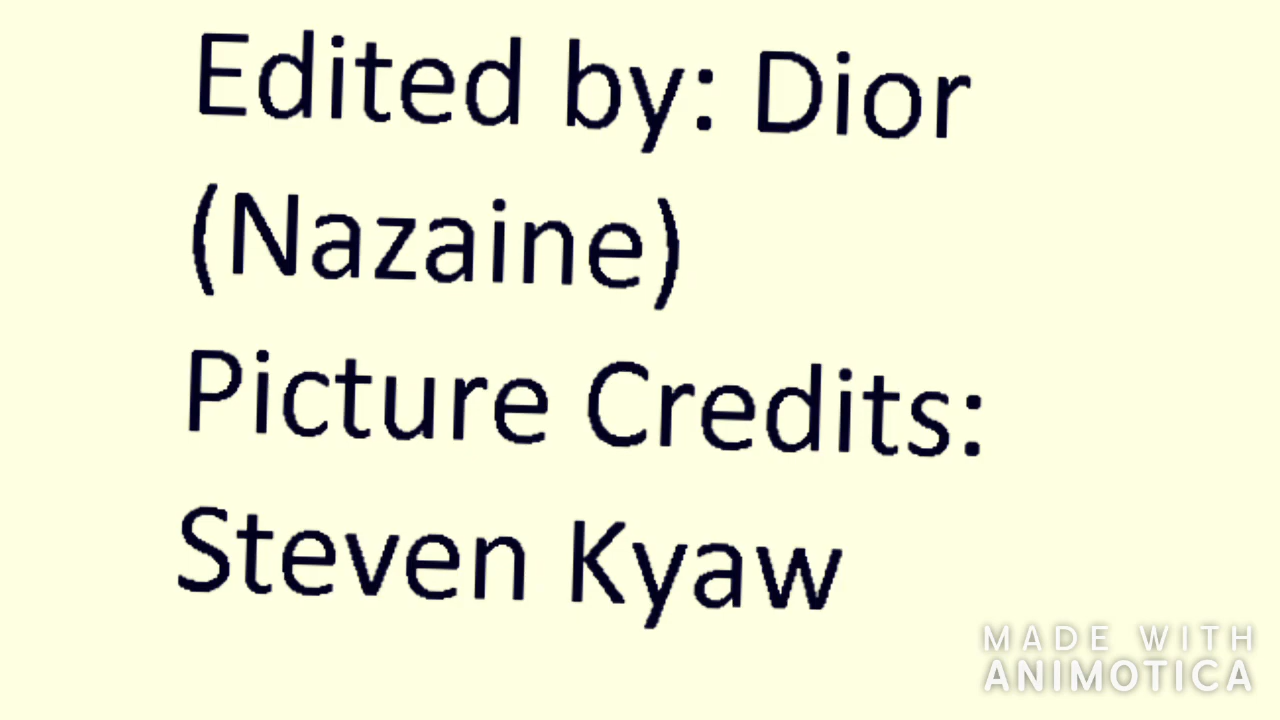 Edited by: Dior
(Nazaine)
Picture Credits:
Steven Kyaw
MADE WITH
ANIMOTICA